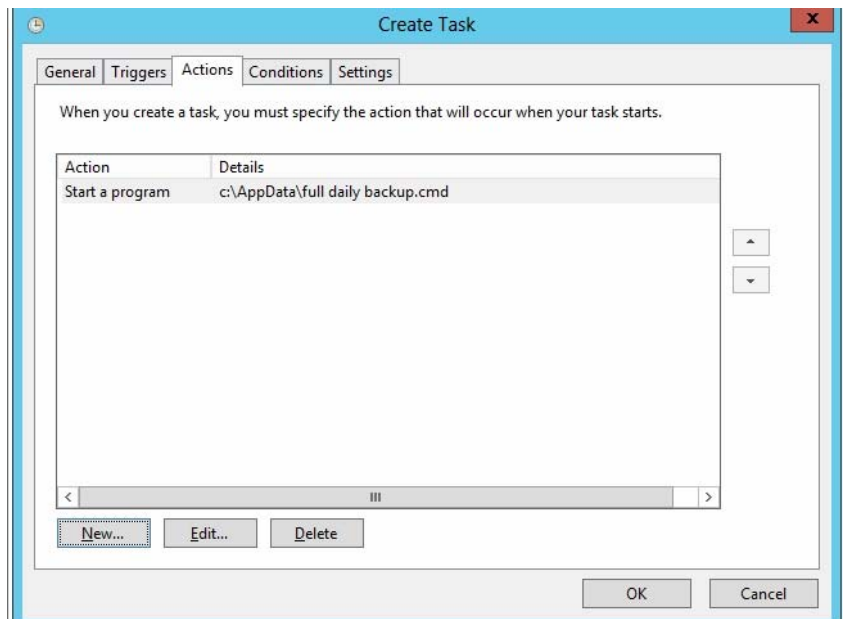 Create Task
x
General Triggers Actions Conditions Settings
When you create a task, you must specify the action that will occur when your task starts.
Action Details
Start a program c:\AppData\full daily backup.cmd
New... Edit... Delete
OK Cancel